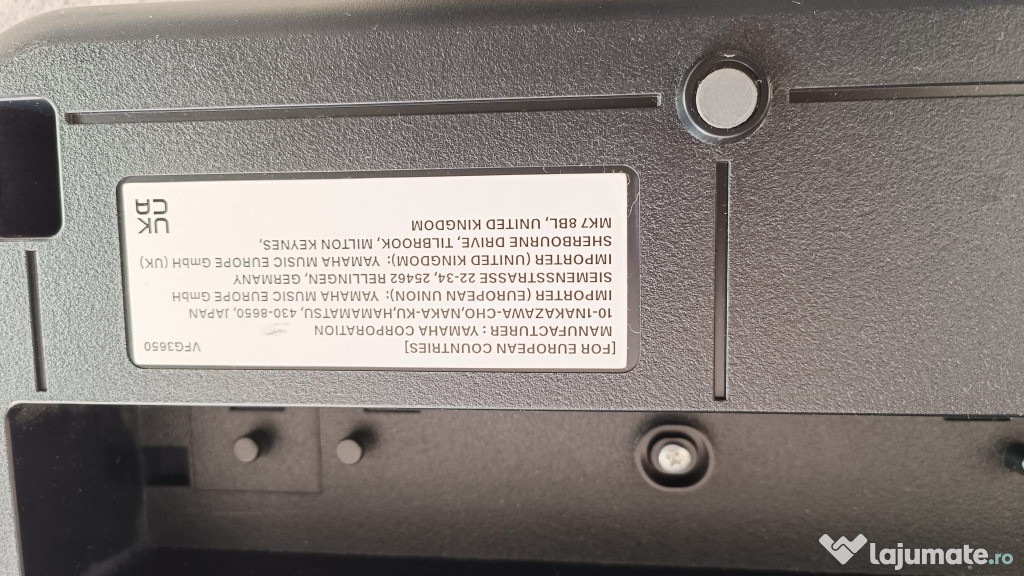 [FOR EUROPEAN COUNTRIES] VFG3650
MANUFACTURER : YAMAHA CORPORATION
10-1NAKAZAWA-CHO,NAKA-KU,HAMAMATSU, 430-8650, JAPAN
IMPORTER (EUROPEAN UNION): YAMAHA MUSIC EUROPE GmbH
SIEMENSSTRASSE 22-34, 25462 RELLINGEN, GERMANY
IMPORTER (UNITED KINGDOM): YAMAHA MUSIC EUROPE GmbH (UK)
SHERBOURNE DRIVE, TILBROOK, MILTON KEYNES,
MK7 8BL, UNITED KINGDOM
UK
CA
lajumate.ro